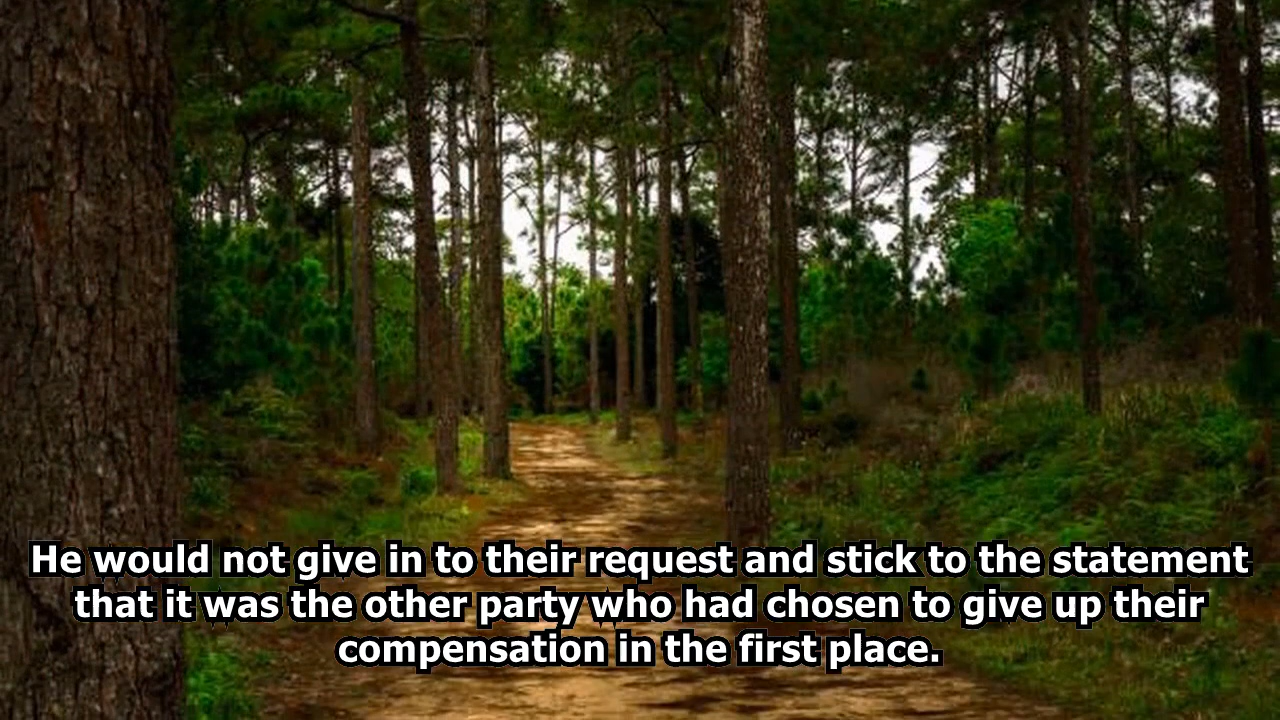 He would not give in to their request and stick to the statement
that it was the other party who had chosen to give up their
compensation in the first place.